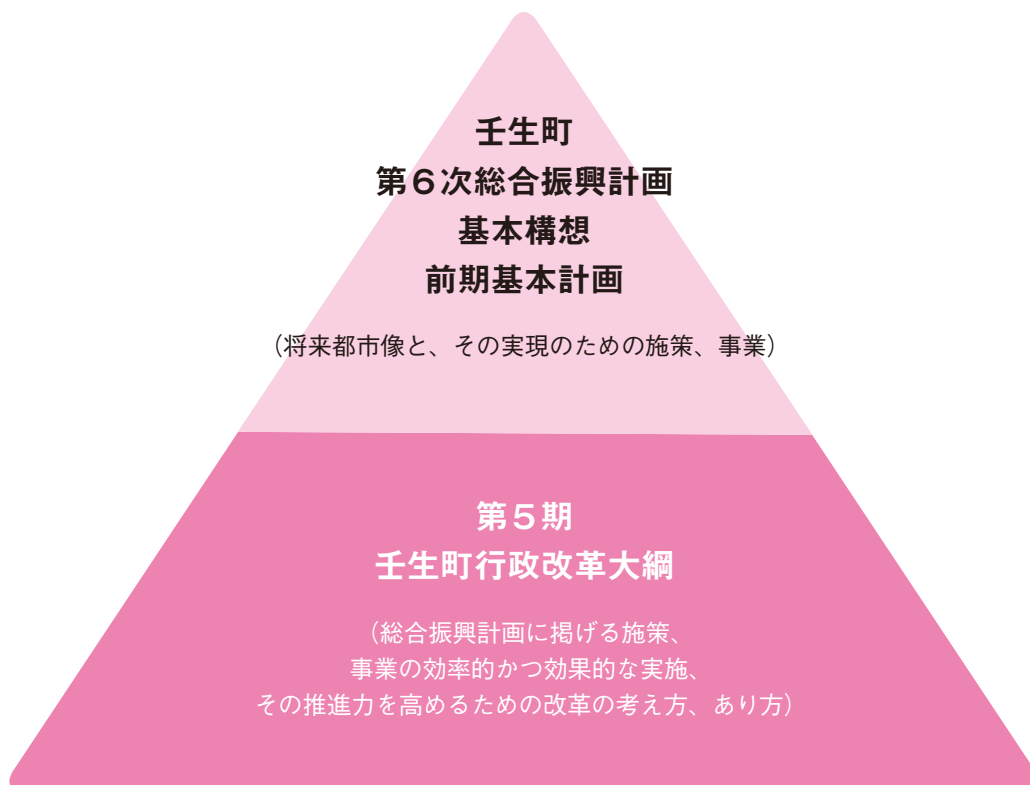 壬生町
第６次総合振興計画
基本構想
前期基本計画
（将来都市像と、その実現のための施策、事業）
第５期
壬生町行政改革大綱
（総合振興計画に掲げる施策、
事業の効率的かつ効果的な実施、
その推進力を高めるための改革の考え方、あり方）